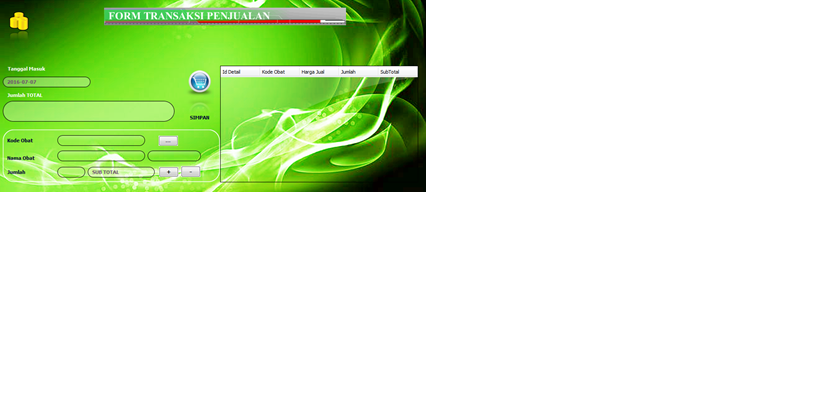 FORM TRANSAKSI PENJUALAN
Tanggal Masuk
2016-07-07
Jumlah TOTAL
SIMPAN
Id Detail Kode Obat Harga Jual Jumlah SubTotal
Kode Obat ...
Nama Obat
Jumlah SUB TOTAL + -